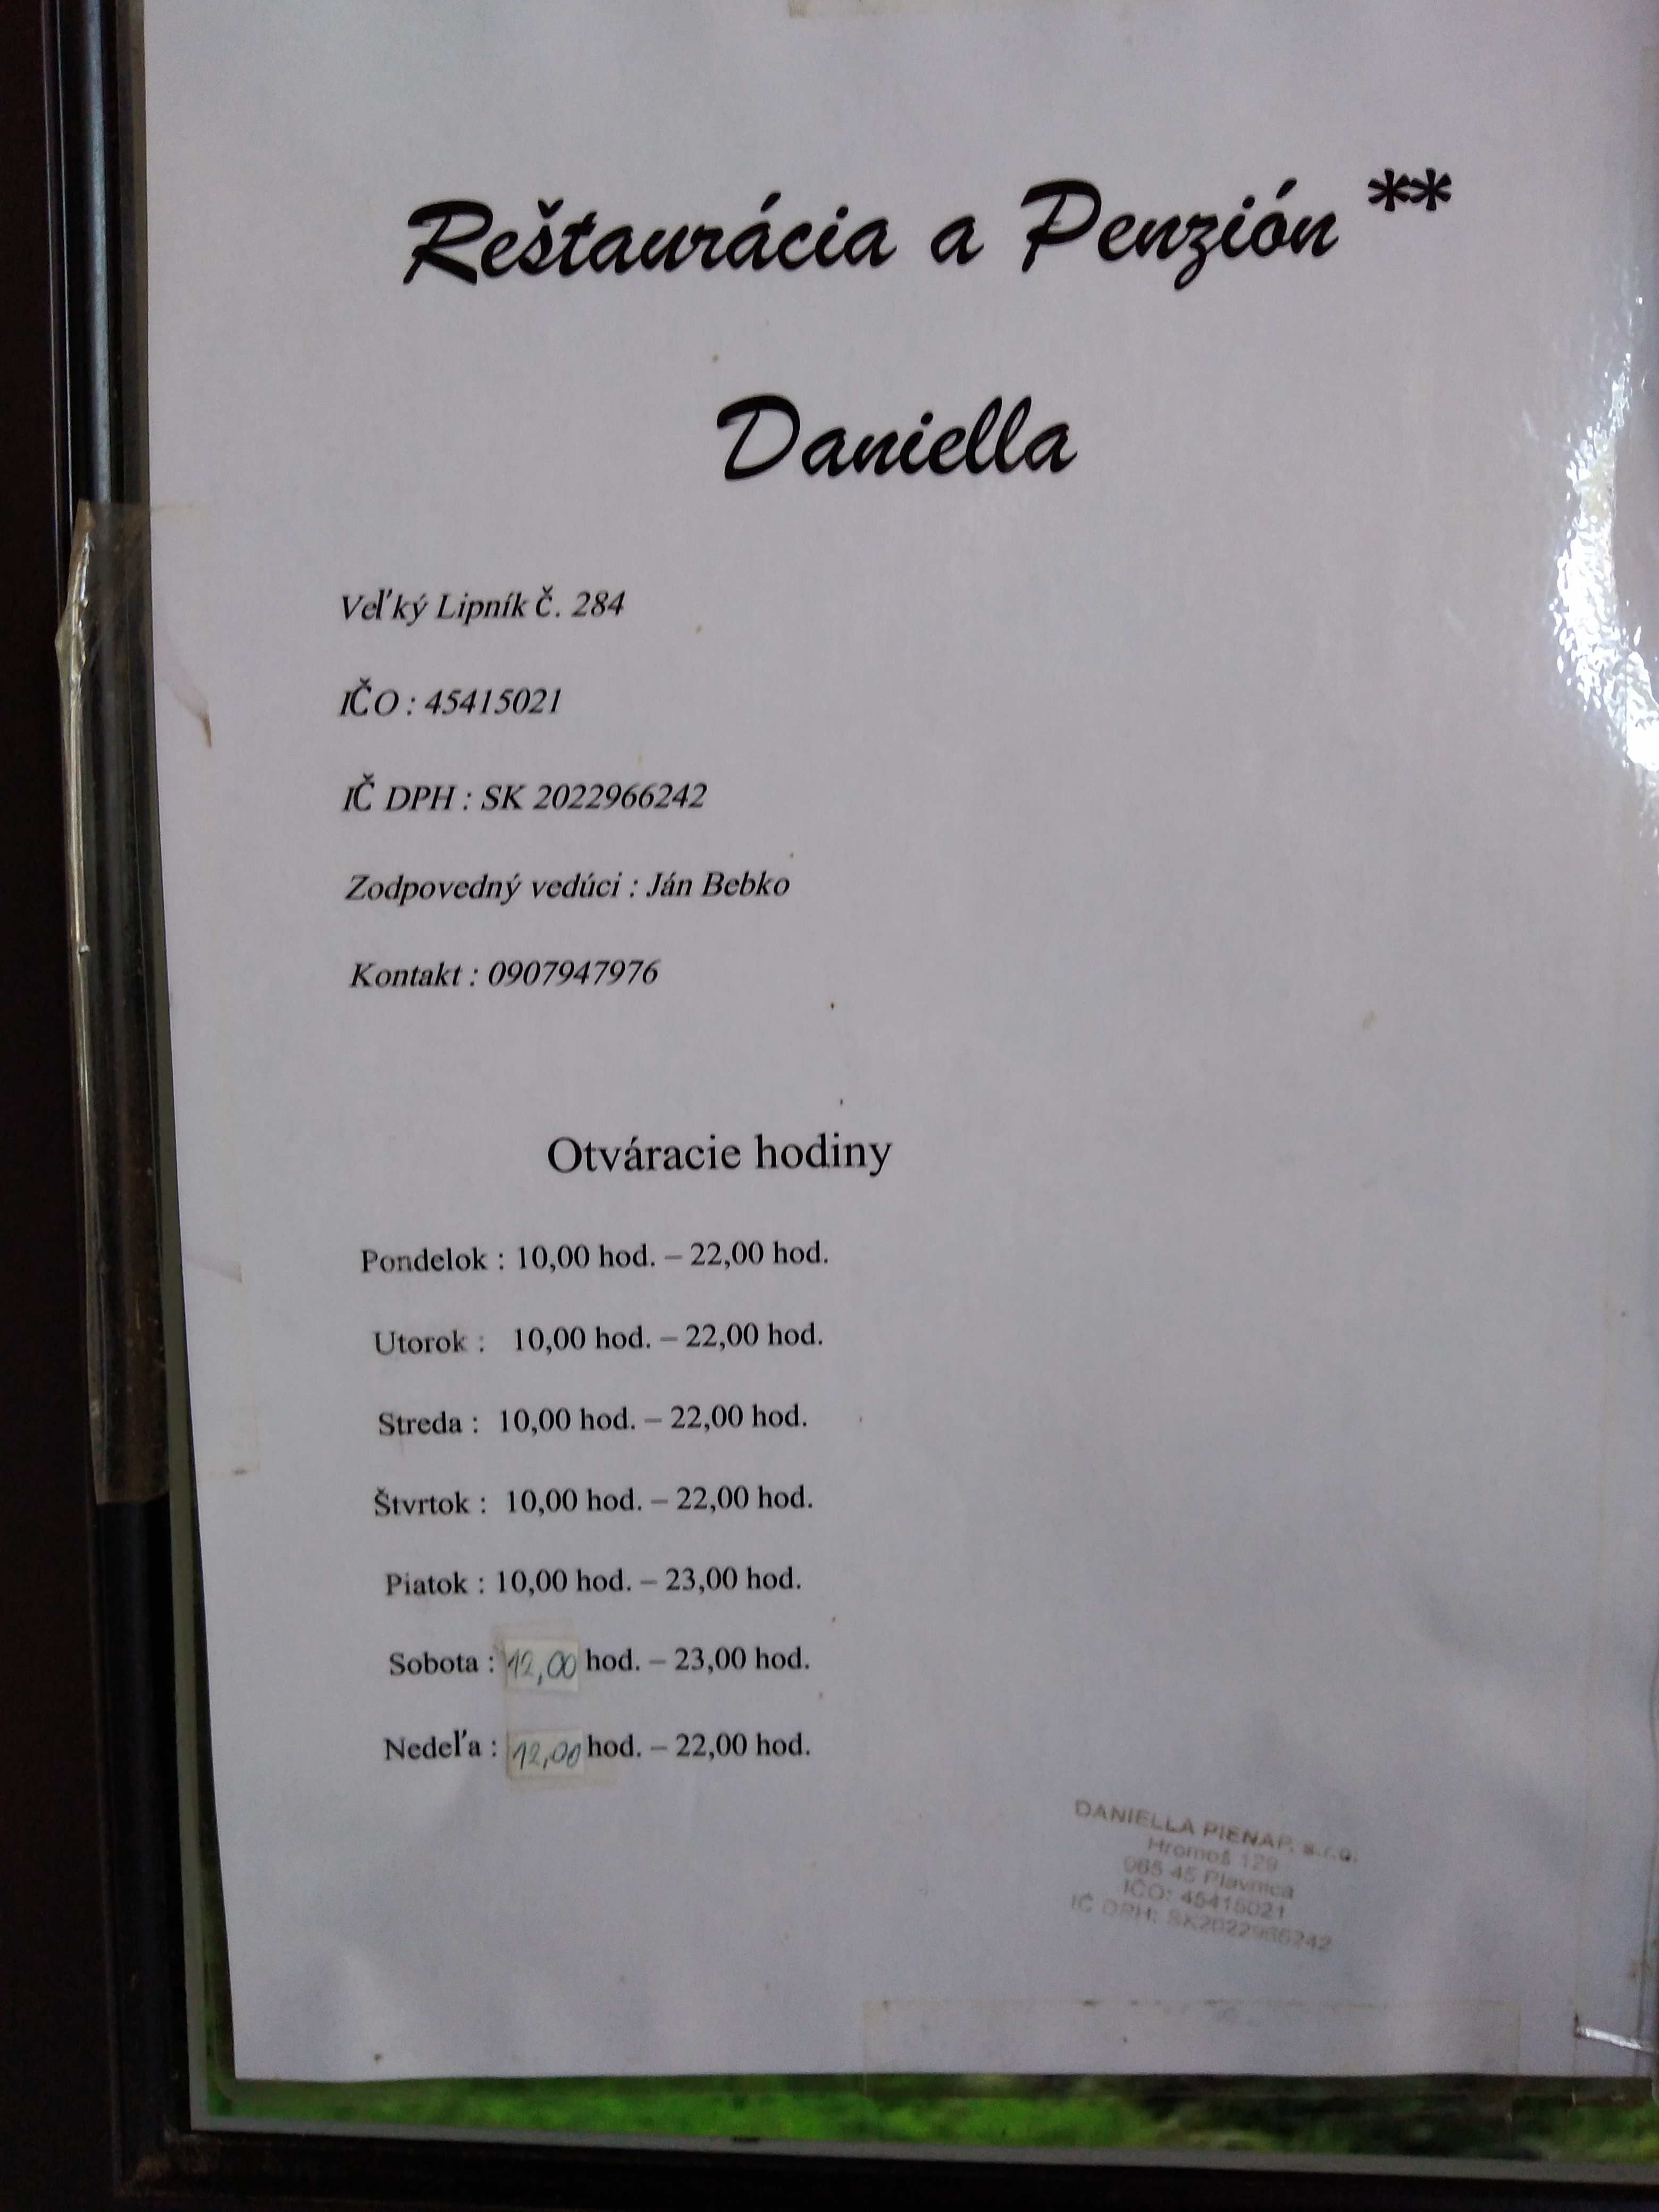 Reštaurácia a Penzión **
Daniella
Veľký Lipník č. 284
IČO : 45415021
IČ DPH : SK 2022966242
Zodpovedný vedúci : Ján Bebko
Kontakt : 0907947976
Otváracie hodiny
Pondelok : 10,00 hod. – 22,00 hod.
Utorok : 10,00 hod. – 22,00 hod.
Streda : 10,00 hod. – 22,00 hod.
Štvrtok : 10,00 hod. – 22,00 hod.
Piatok : 10,00 hod. – 23,00 hod.
Sobota : 12,00 hod. – 23,00 hod.
Nedeľa : 12,00 hod. – 22,00 hod.
DANIELLA PIENAP, s.r.o.
Hromoš 129
065 45 Plavnica
IČO: 45415021
IČ DPH: SK2022966242